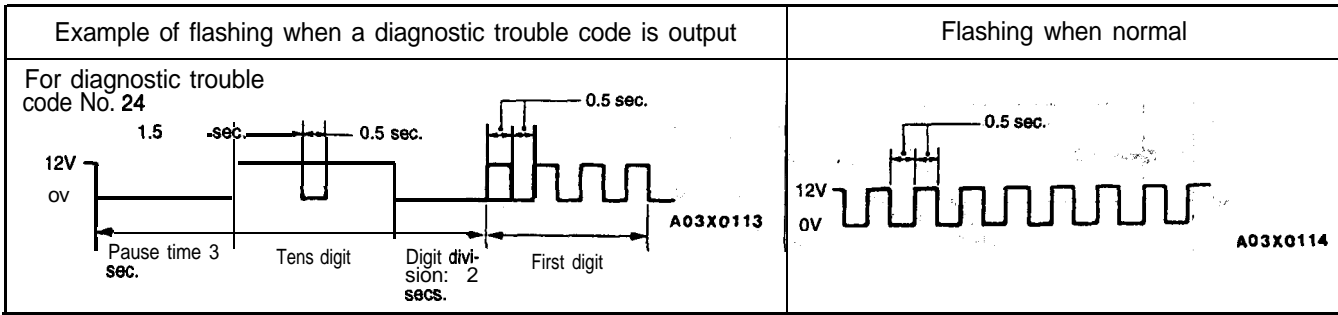 Example of flashing when a diagnostic trouble code is output
Flashing when normal
For diagnostic trouble
code No. 24
0.5 sec.
1.5 -sec.
0.5 sec.
12V
ov
A03X0113
Pause time 3
sec.
Tens digit
Digit divi-
sion: 2
secs.
First digit
0.5 sec.
12V
0V
A03X0114